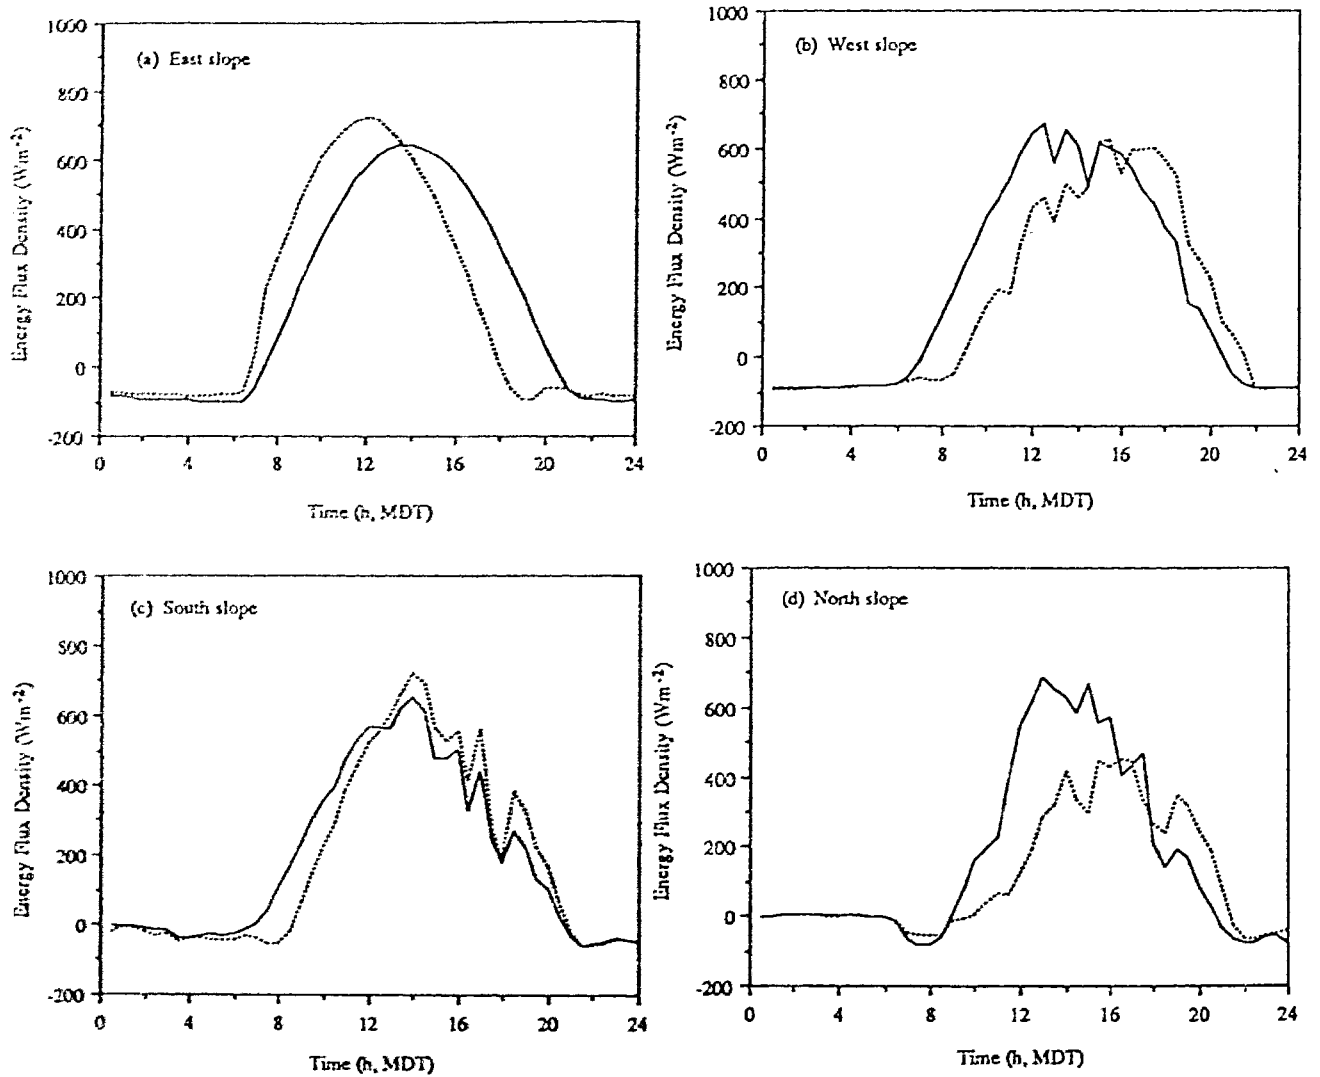 (a) East slope
1000
800
600
400
200
0
-200
0 4 8 12 16 20 24
Energy Flux Density (Wm⁻²)
Time (h, MDT)
(b) West slope
1000
800
600
400
200
0
-200
0 4 8 12 16 20 24
Energy Flux Density (Wm⁻²)
Time (h, MDT)
(c) South slope
1000
800
600
400
200
0
-200
0 4 8 12 16 20 24
Energy Flux Density (Wm⁻²)
Time (h, MDT)
(d) North slope
1000
800
600
400
200
0
-200
0 4 8 12 16 20 24
Energy Flux Density (Wm⁻²)
Time (h, MDT)